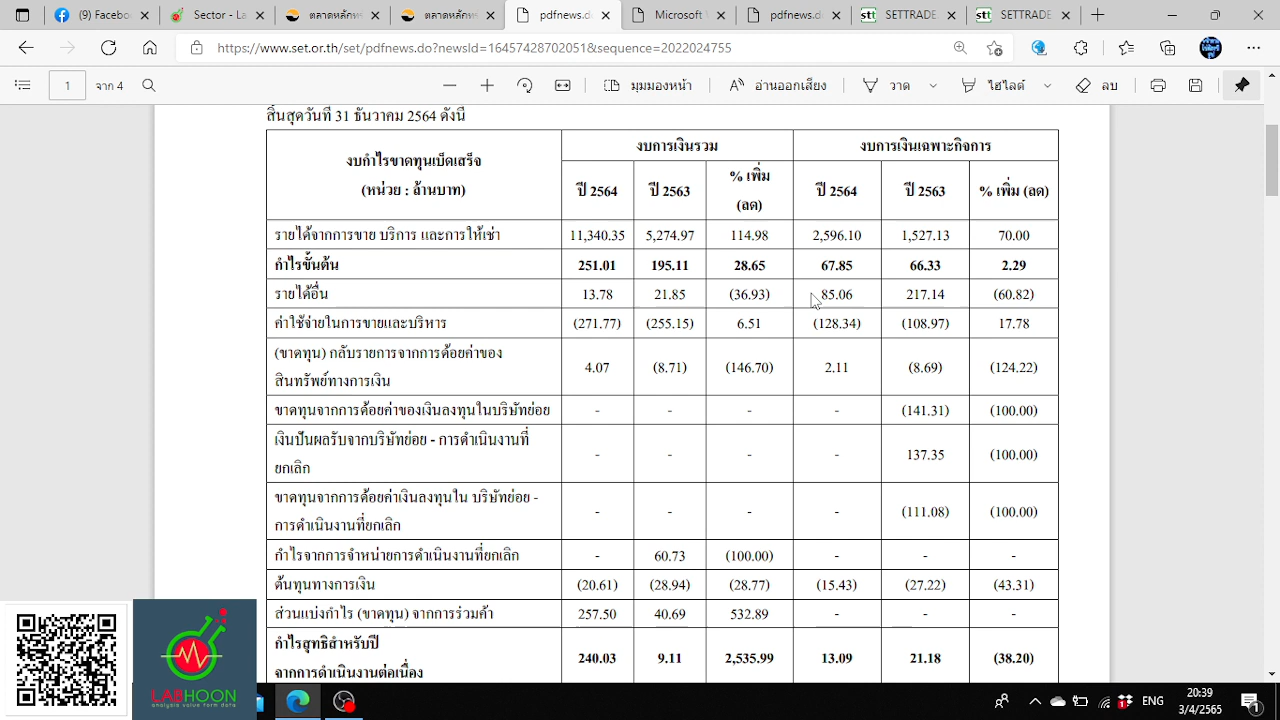 (9) Faceboo
Sector - La
ตลาดหลักทรั
ตลาดหลักทรั
pdfnews.do
Microsoft
pdfnews.do
stt SETTRADE
stt SETTRADE
https://www.set.or.th/set/pdfnews.do?newsId=16457428702051&sequence=2022024755
1 จาก 4 มุมมองหน้า อ่านออกเสียง วาด ไฮไลต์ ลบ
สิ้นสุดวันที่ 31 ธันวาคม 2564 ดังนี้
งบกำไรขาดทุนเบ็ดเสร็จ
(หน่วย : ล้านบาท)
งบการเงินรวม งบการเงินเฉพาะกิจการ
ปี 2564 ปี 2563 % เพิ่ม
(ลด)
ปี 2564 ปี 2563 % เพิ่ม (ลด)
รายได้จากการขาย บริการ และการให้เช่า 11,340.35 5,274.97 114.98 2,596.10 1,527.13 70.00
กำไรขั้นต้น 251.01 195.11 28.65 67.85 66.33 2.29
รายได้อื่น 13.78 21.85 (36.93) 85.06 217.14 (60.82)
ค่าใช้จ่ายในการขายและบริหาร (271.77) (255.15) 6.51 (128.34) (108.97) 17.78
(ขาดทุน) กลับรายการจากการด้อยค่าของ
สินทรัพย์ทางการเงิน 4.07 (8.71) (146.70) 2.11 (8.69) (124.22)
ขาดทุนจากการด้อยค่าของเงินลงทุนในบริษัทย่อย - - - - (141.31) (100.00)
เงินปันผลรับจากบริษัทย่อย - การดำเนินงานที่
ยกเลิก - - - - 137.35 (100.00)
ขาดทุนจากการด้อยค่าเงินลงทุนใน บริษัทย่อย -
การดำเนินงานที่ยกเลิก - - - - (111.08) (100.00)
กำไรจากการจำหน่ายการดำเนินงานที่ยกเลิก - 60.73 (100.00) - - -
ต้นทุนทางการเงิน (20.61) (28.94) (28.77) (15.43) (27.22) (43.31)
ส่วนแบ่งกำไร (ขาดทุน) จากการร่วมค้า 257.50 40.69 532.89 - - -
กำไรสุทธิสำหรับปี
จากการดำเนินงานต่อเนื่อง 240.03 9.11 2,535.99 13.09 21.18 (38.20)
LABHOON
analysis value form data
ENG
20:39
3/4/2565